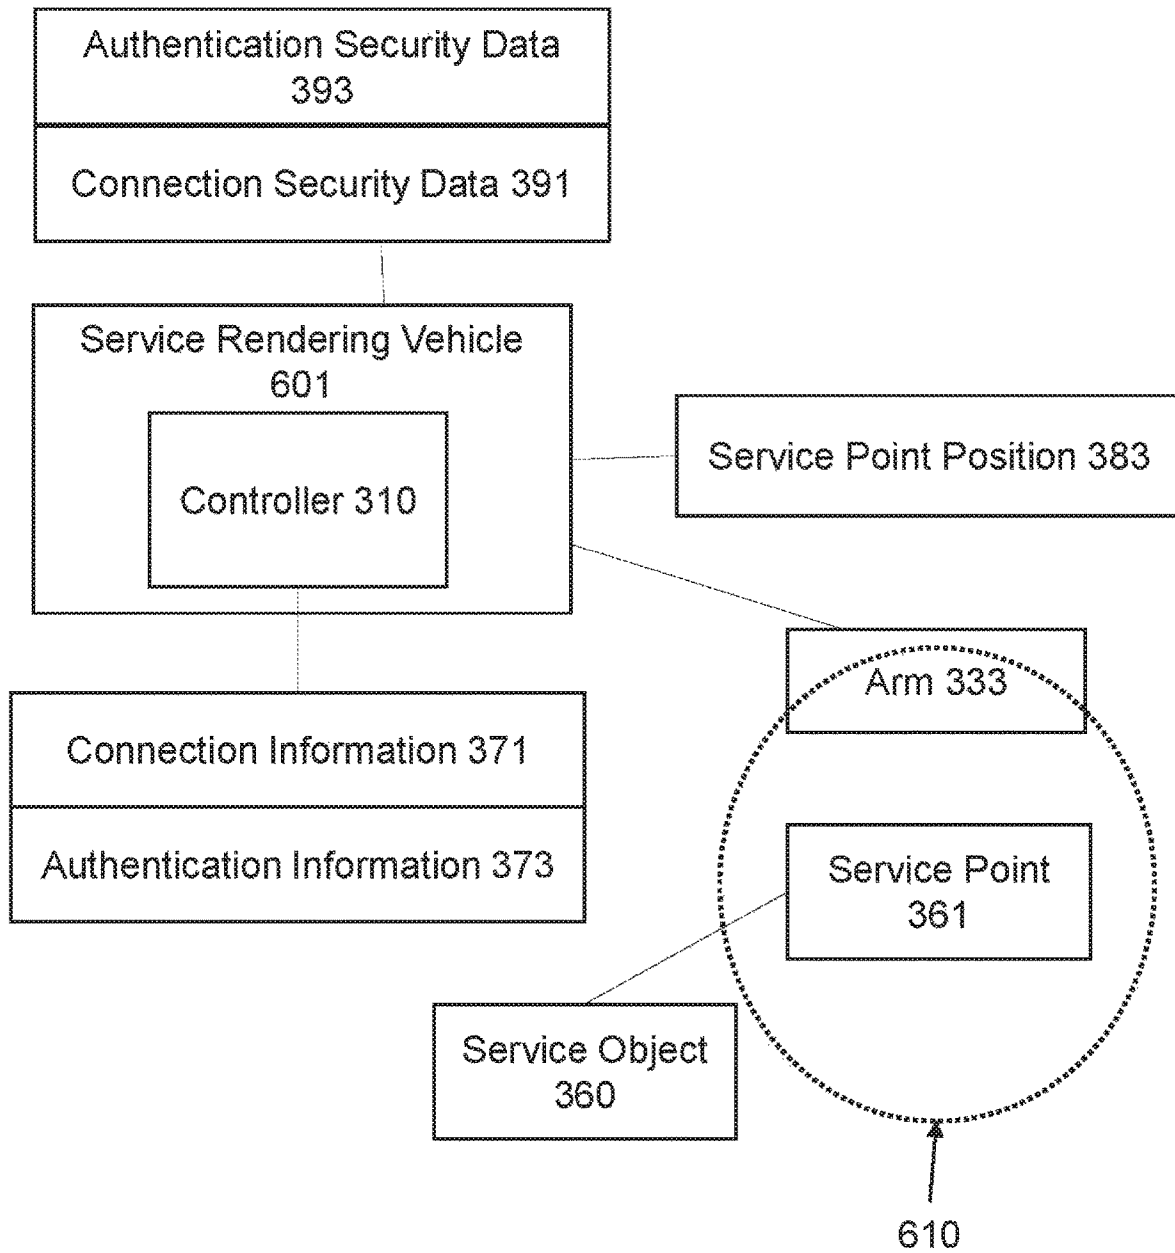 Authentication Security Data
393
Connection Security Data 391
Service Rendering Vehicle
601
Controller 310
Service Point Position 383
Arm 333
Connection Information 371
Authentication Information 373
Service Point
361
Service Object
360
610